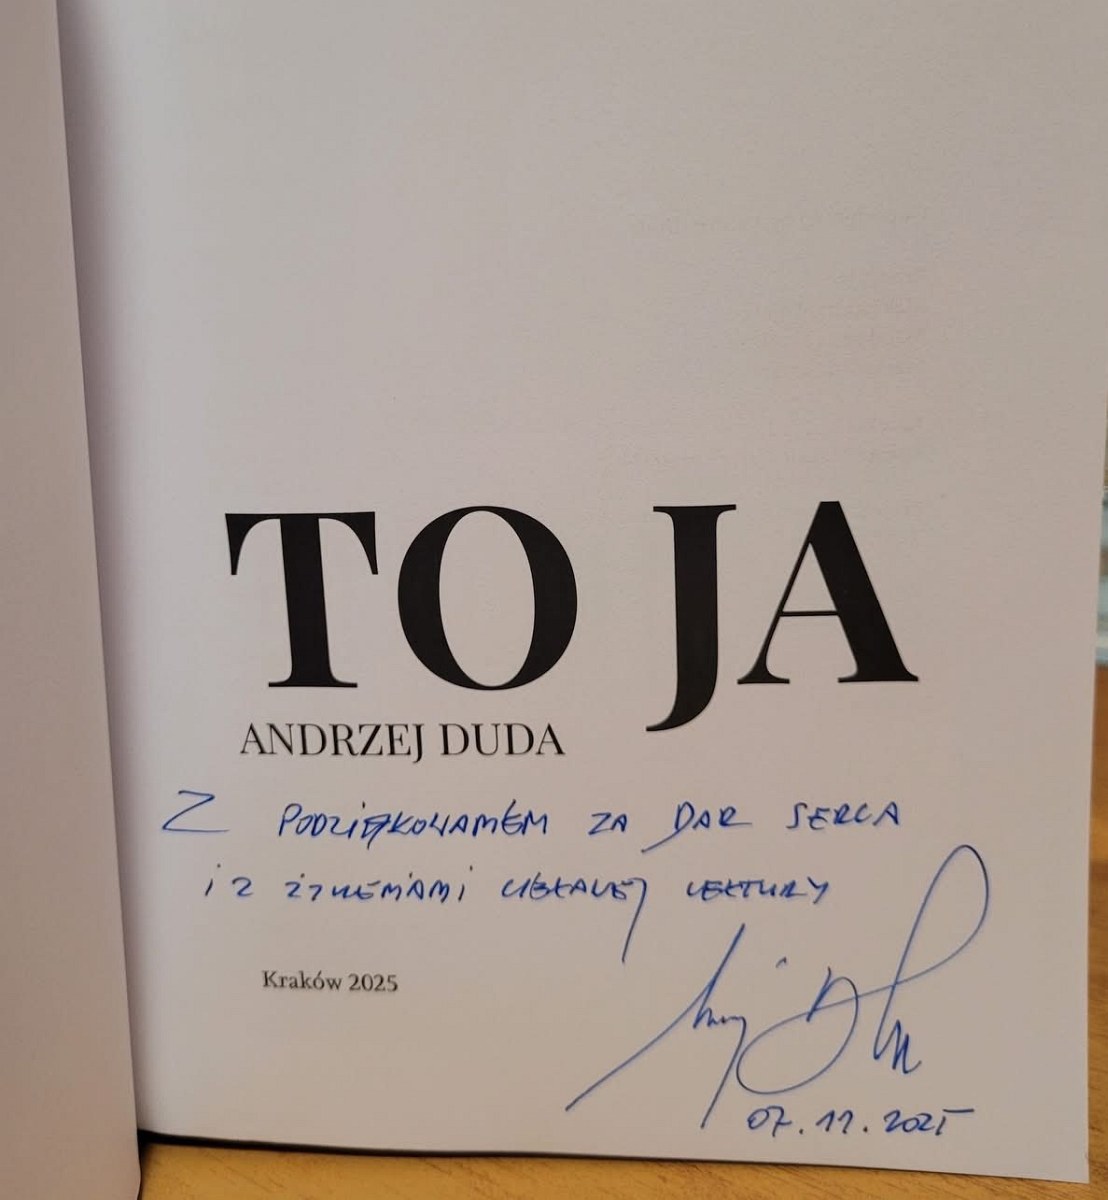 TO JA
ANDRZEJ DUDA
Z PODZIĘKOWANIEM ZA DAR SERCA
I Z ŻYCZENIAMI CIEKAWEJ LEKTURY
Kraków 2025
07.11.2025